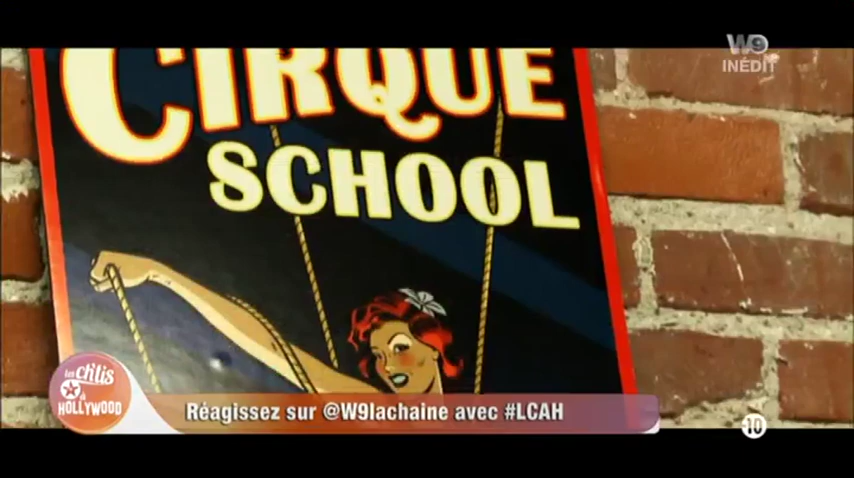 CIRQUE
SCHOOL
W9
INÉDIT
les ch'tis
à
HOLLYWOOD
Réagissez sur @W9lachaine avec #LCAH
-10